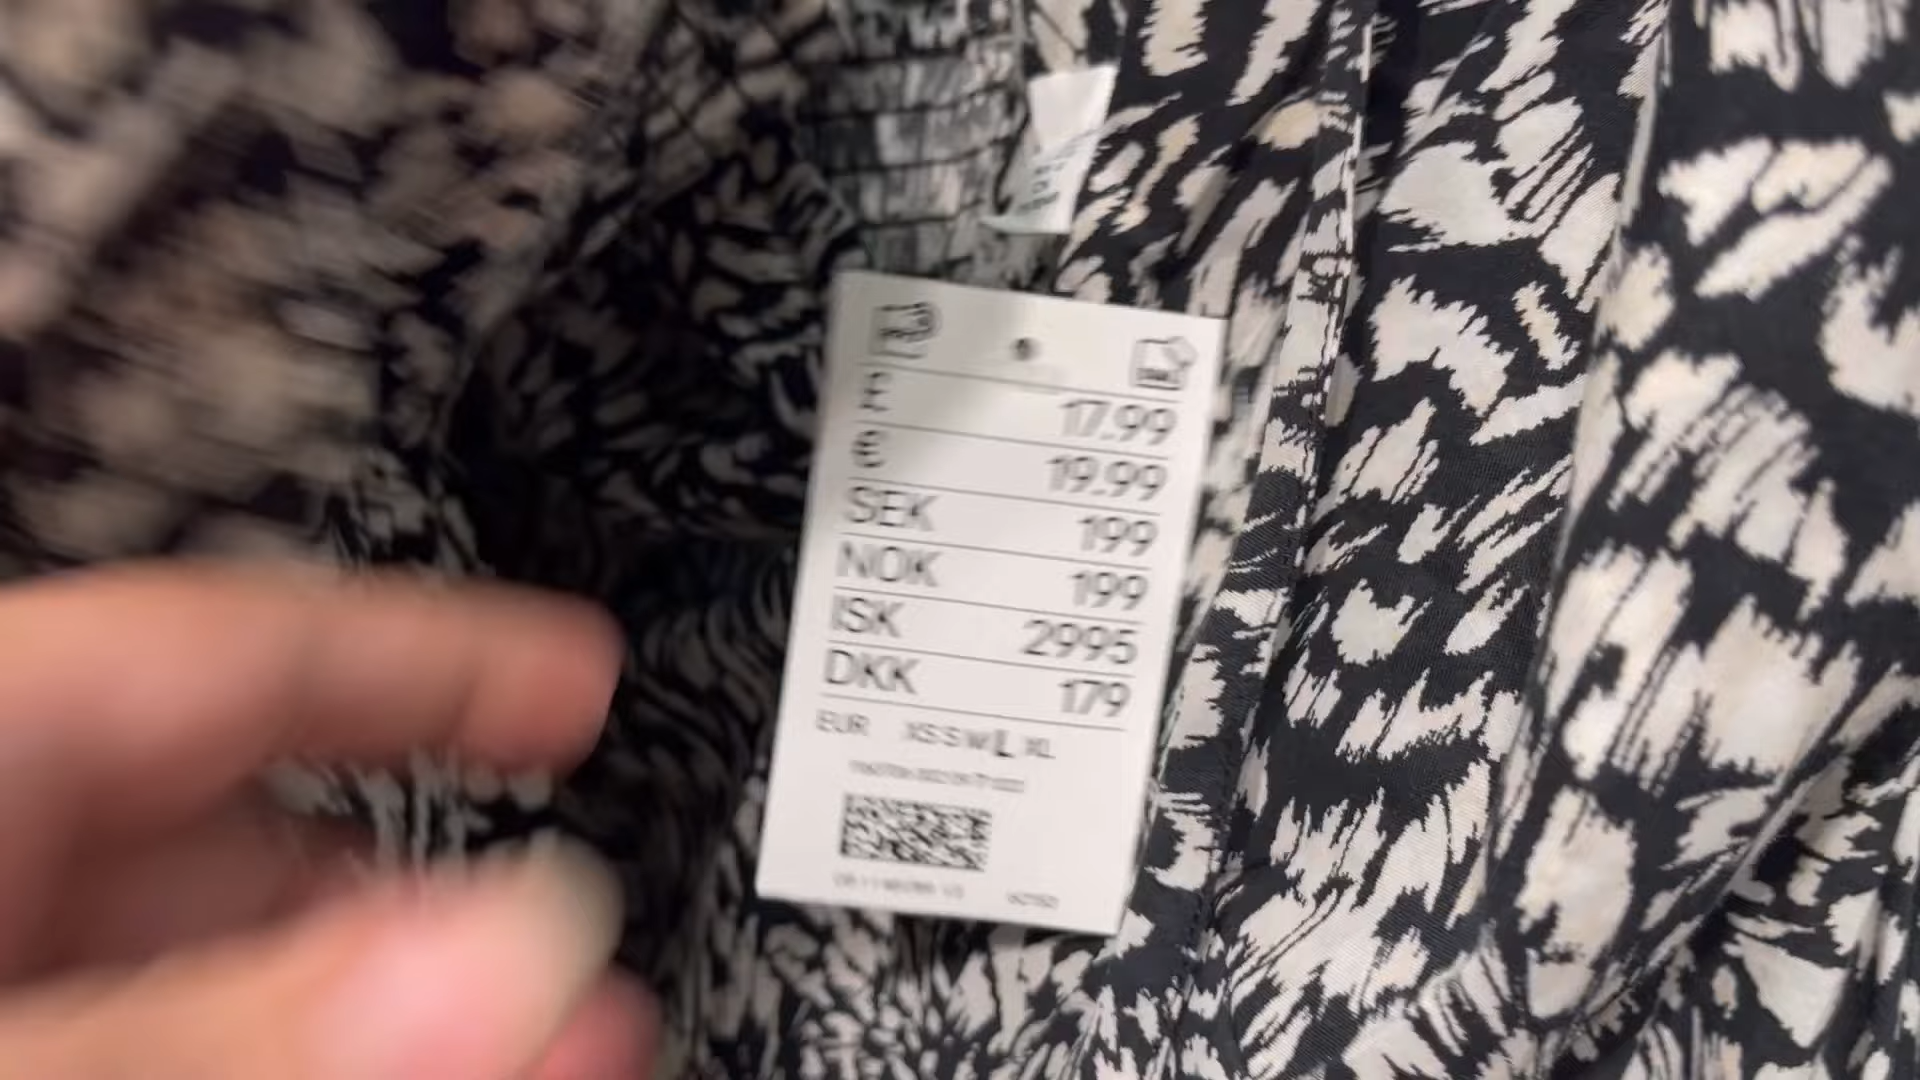 £ 17.99
€ 19.99
SEK 199
NOK 199
ISK 2995
DKK 179
EUR XS S M L XL